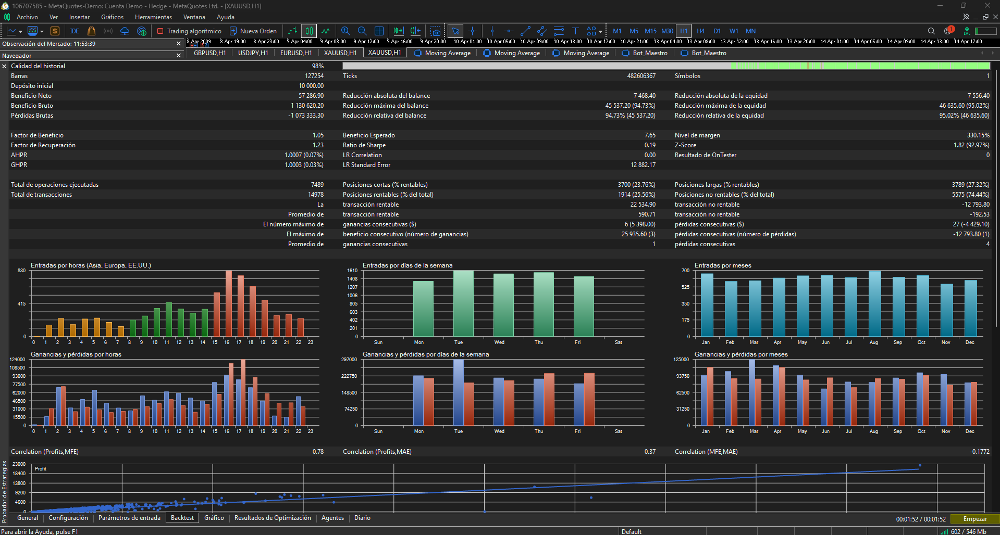 106707585 - MetaQuotes-Demo: Cuenta Demo - Hedge - MetaQuotes Ltd. - [XAUUSD,H1]
Archivo Ver Insertar Gráficos Herramientas Ventana Ayuda
IDE Trading algorítmico Nueva Orden M1 M5 M15 M30 H1 H4 D1 W1 MN 1 LVL
Observación del Mercado: 11:53:39
8 Apr 2009 8 Apr 19:00 8 Apr 23:00 9 Apr 04:00 9 Apr 08:00 9 Apr 12:00 9 Apr 16:00 9 Apr 20:00 10 Apr 01:00 10 Apr 05:00 10 Apr 09:00 10 Apr 13:00 10 Apr 17:00 10 Apr 21:00 13 Apr 04:00 13 Apr 08:00 13 Apr 12:00 13 Apr 16:00 13 Apr 20:00 14 Apr 01:00 14 Apr 05:00 14 Apr 09:00 14 Apr 13:00 14 Apr 17:00
Navegador
GBPUSD,H1 USDJPY,H1 EURUSD,H1 XAUUSD,H1 XAUUSD,H1 Moving Average Moving Average Moving Average Bot_Maestro Bot_Maestro
Calidad del historial 98%
Barras 127254 Ticks 482606367 Símbolos 1
Depósito inicial 10 000.00
Beneficio Neto 57 286.90 Reducción absoluta del balance 7 468.40 Reducción absoluta de la equidad 7 556.40
Beneficio Bruto 1 130 620.20 Reducción máxima del balance 45 537.20 (94.73%) Reducción máxima de la equidad 46 635.60 (95.02%)
Pérdidas Brutas -1 073 333.30 Reducción relativa del balance 94.73% (45 537.20) Reducción relativa de la equidad 95.02% (46 635.60)
Factor de Beneficio 1.05 Beneficio Esperado 7.65 Nivel de margen 330.15%
Factor de Recuperación 1.23 Ratio de Sharpe 0.19 Z-Score 1.82 (92.97%)
AHPR 1.0007 (0.07%) LR Correlation 0.00 Resultado de OnTester 0
GHPR 1.0003 (0.03%) LR Standard Error 12 882.17
Total de operaciones ejecutadas 7489 Posiciones cortas (% rentables) 3700 (23.76%) Posiciones largas (% rentables) 3789 (27.32%)
Total de transacciones 14978 Posiciones rentables (% del total) 1914 (25.56%) Posiciones no rentables (% del total) 5575 (74.44%)
La transacción rentable 22 534.90 transacción no rentable -12 793.80
Promedio de transacción rentable 590.71 transacción no rentable -192.53
El número máximo de ganancias consecutivas ($) 6 (5 398.00) pérdidas consecutivas ($) 27 (-4 429.10)
El máximo de beneficio consecutivo (número de ganancias) 25 935.60 (3) pérdidas consecutivas (número de pérdidas) -12 793.80 (1)
Promedio de ganancias consecutivas 1 pérdidas consecutivas 4
Entradas por horas (Asia, Europa, EE.UU.)
830
415
0
0 1 2 3 4 5 6 7 8 9 10 11 12 13 14 15 16 17 18 19 20 21 22 23
Entradas por días de la semana
1610
1408
1207
1006
805
603
402
201
0
Sun Mon Tue Wed Thu Fri Sat
Entradas por meses
700
525
350
175
0
Jan Feb Mar Apr May Jun Jul Aug Sep Oct Nov Dec
Ganancias y pérdidas por horas
124000
108500
93000
77500
62000
46500
31000
15500
0
0 1 2 3 4 5 6 7 8 9 10 11 12 13 14 15 16 17 18 19 20 21 22 23
Ganancias y pérdidas por días de la semana
297000
222750
148500
74250
0
Sun Mon Tue Wed Thu Fri Sat
Ganancias y pérdidas por meses
125000
93750
62500
31250
0
Jan Feb Mar Apr May Jun Jul Aug Sep Oct Nov Dec
Correlation (Profits,MFE) 0.78 Correlation (Profits,MAE) 0.37 Correlation (MFE,MAE) -0.1772
23000
18400
13800
9200
4600
0
Profit
Probador de Estrategias
General Configuración Parámetros de entrada Backtest Gráfico Resultados de Optimización Agentes Diario 00:01:52 / 00:01:52 Empezar
Para abrir la Ayuda, pulse F1 Default 602 / 546 Mb